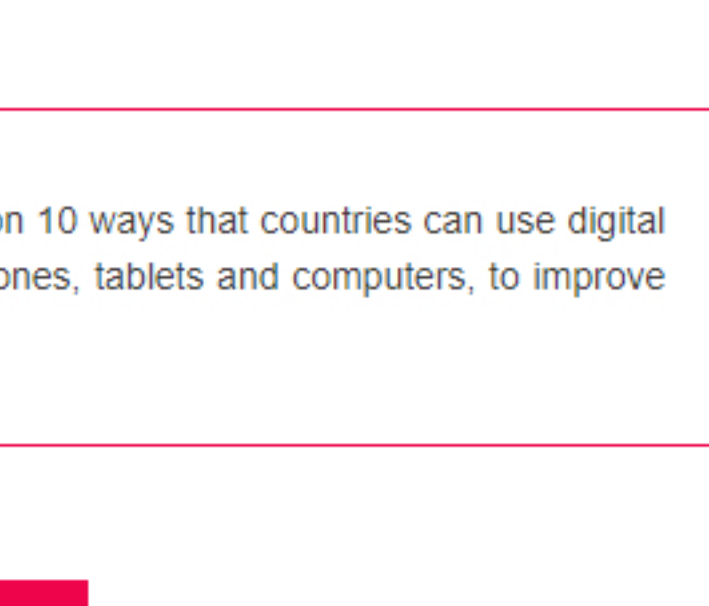 on 10 ways that countries can use digital
ones, tablets and computers, to improve